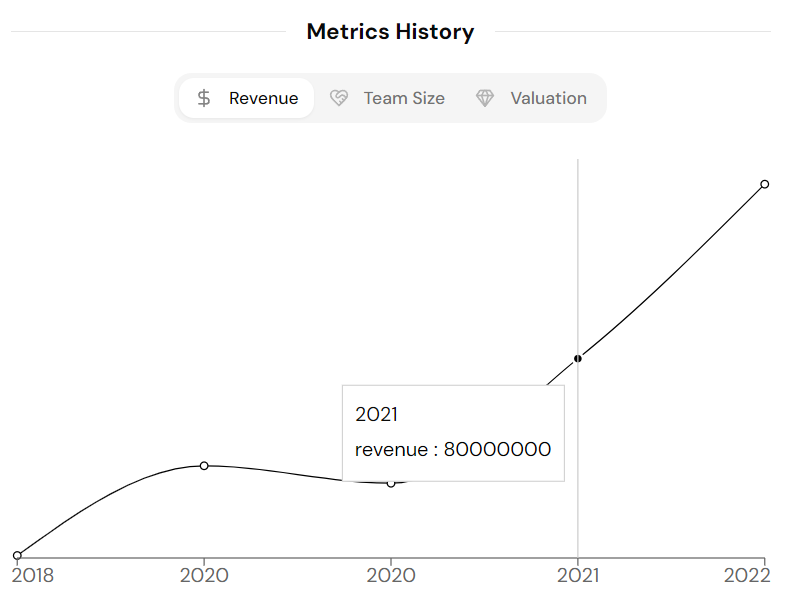 Metrics History
Revenue Team Size Valuation
2021
revenue : 80000000
2018 2020 2020 2021 2022